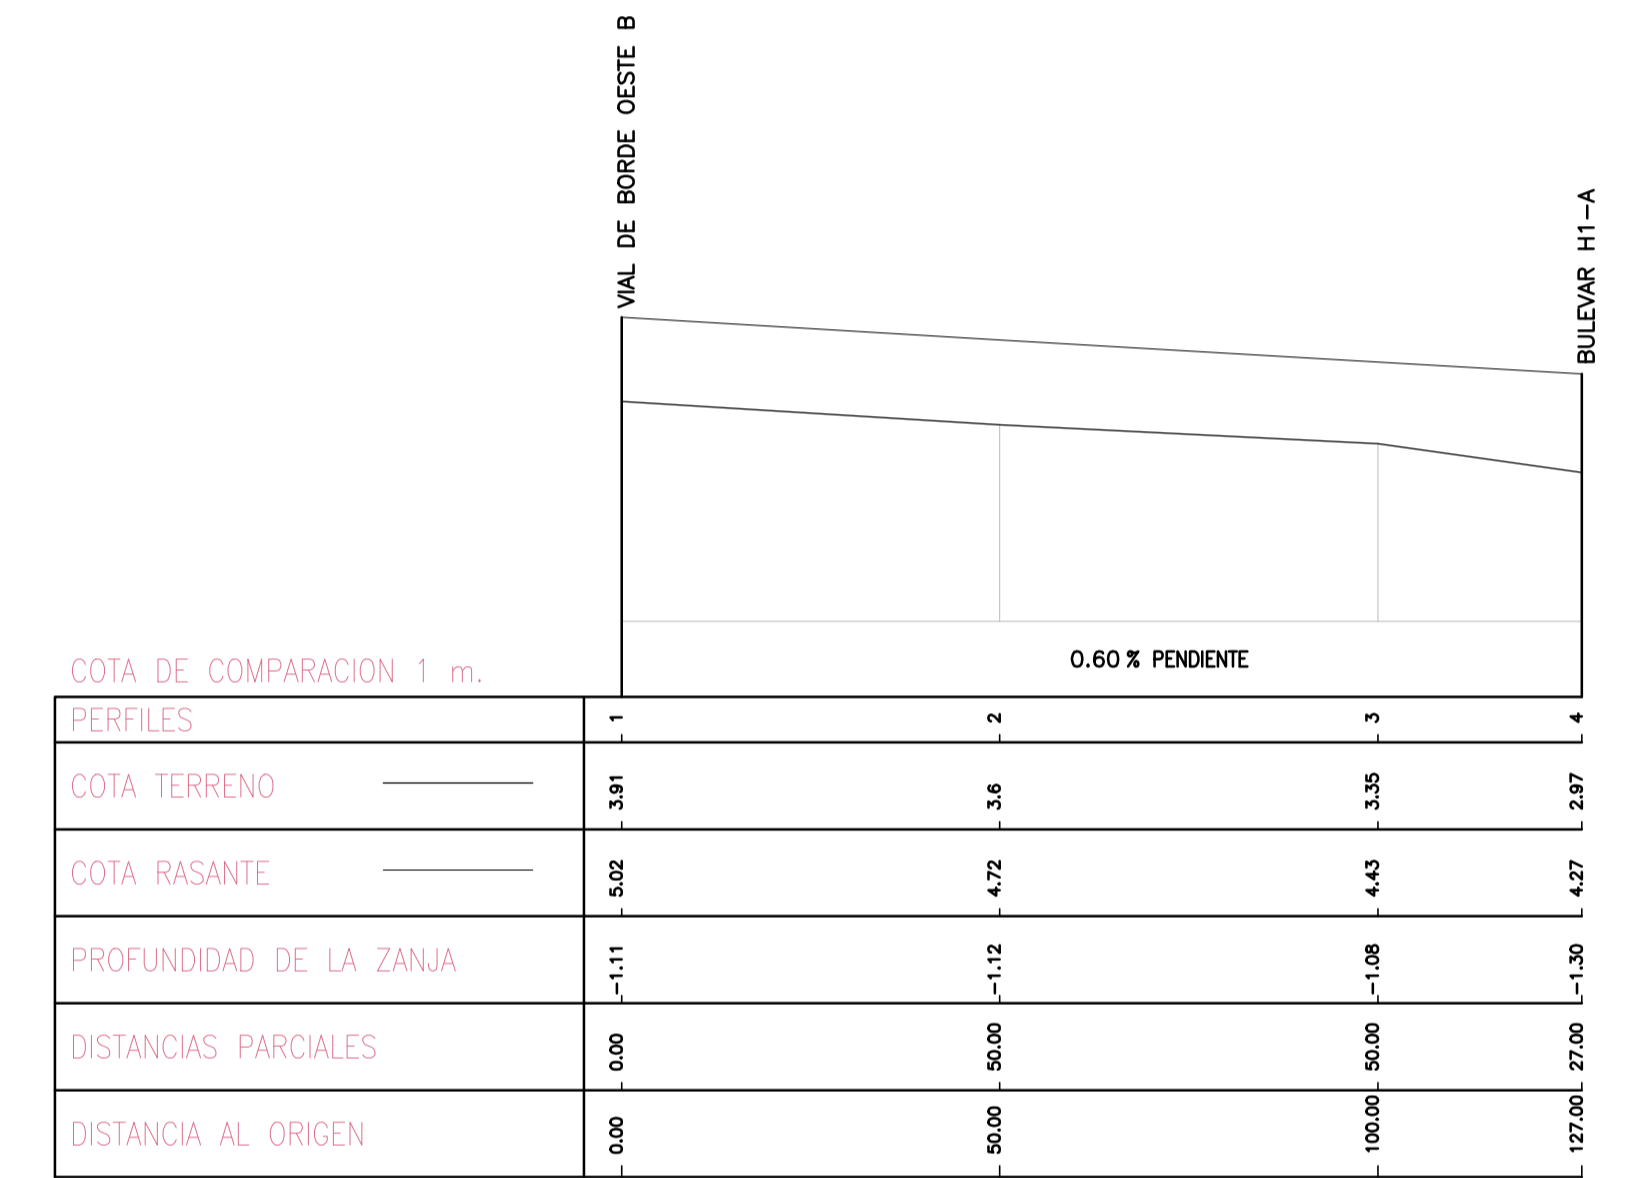 VIAL DE BORDE OESTE B
BULEVAR H1-A
0.60 % PENDIENTE
COTA DE COMPARACION 1 m.
PERFILES 1 2 3 4
COTA TERRENO 3.91 3.6 3.35 2.97
COTA RASANTE 5.02 4.72 4.43 4.27
PROFUNDIDAD DE LA ZANJA -1.11 -1.12 -1.08 -1.30
DISTANCIAS PARCIALES 0.00 50.00 50.00 27.00
DISTANCIA AL ORIGEN 0.00 50.00 100.00 127.00